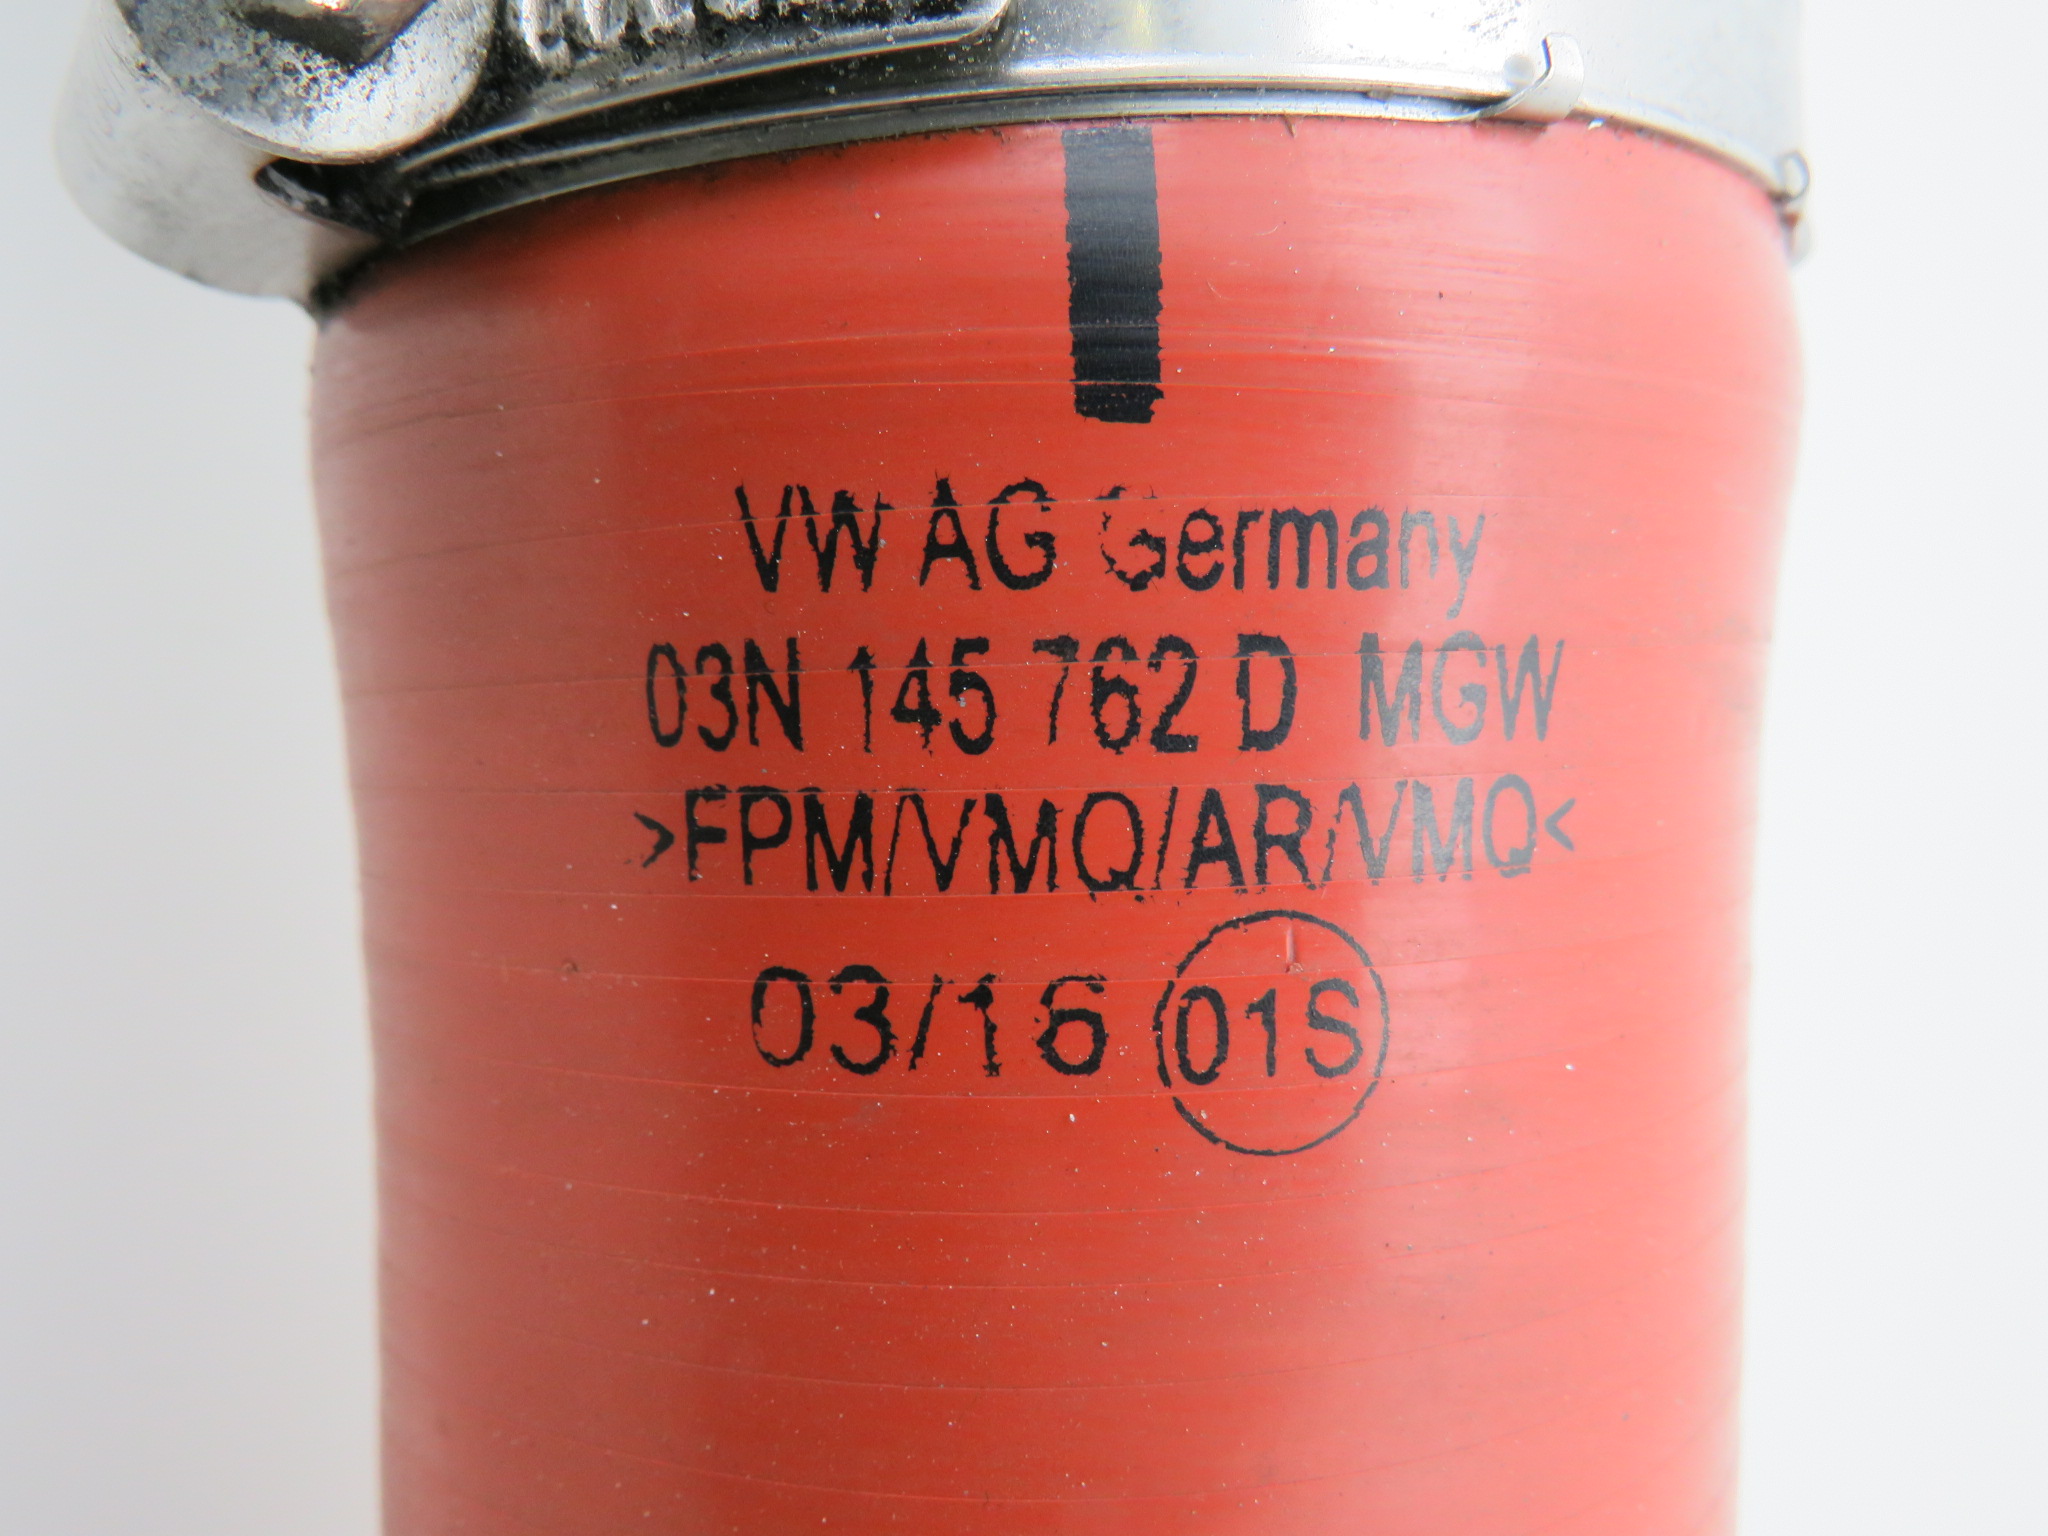 VW AG Germany
03N 145 762 D MGW
>FPM/VMQ/AR/VMQ<
03/16 01S